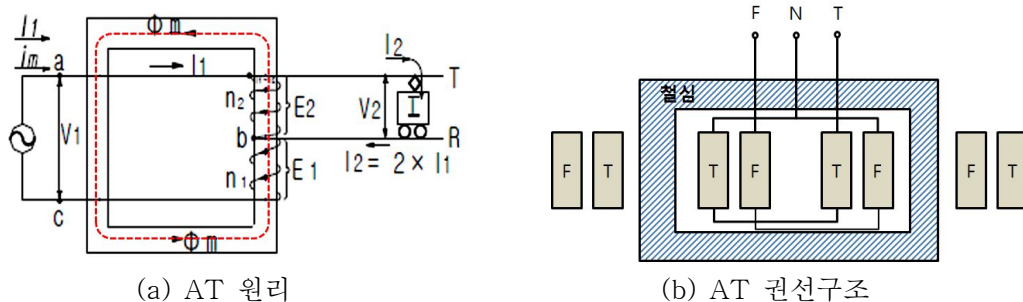 I1
im
a
V1
c
Φm
I1
n2
E2
b
n1
E1
Φm
I2
V2
I
T
R
I2 = 2 × I1
(a) AT 원리
F N T
철심
F T T F T F F T
(b) AT 권선구조